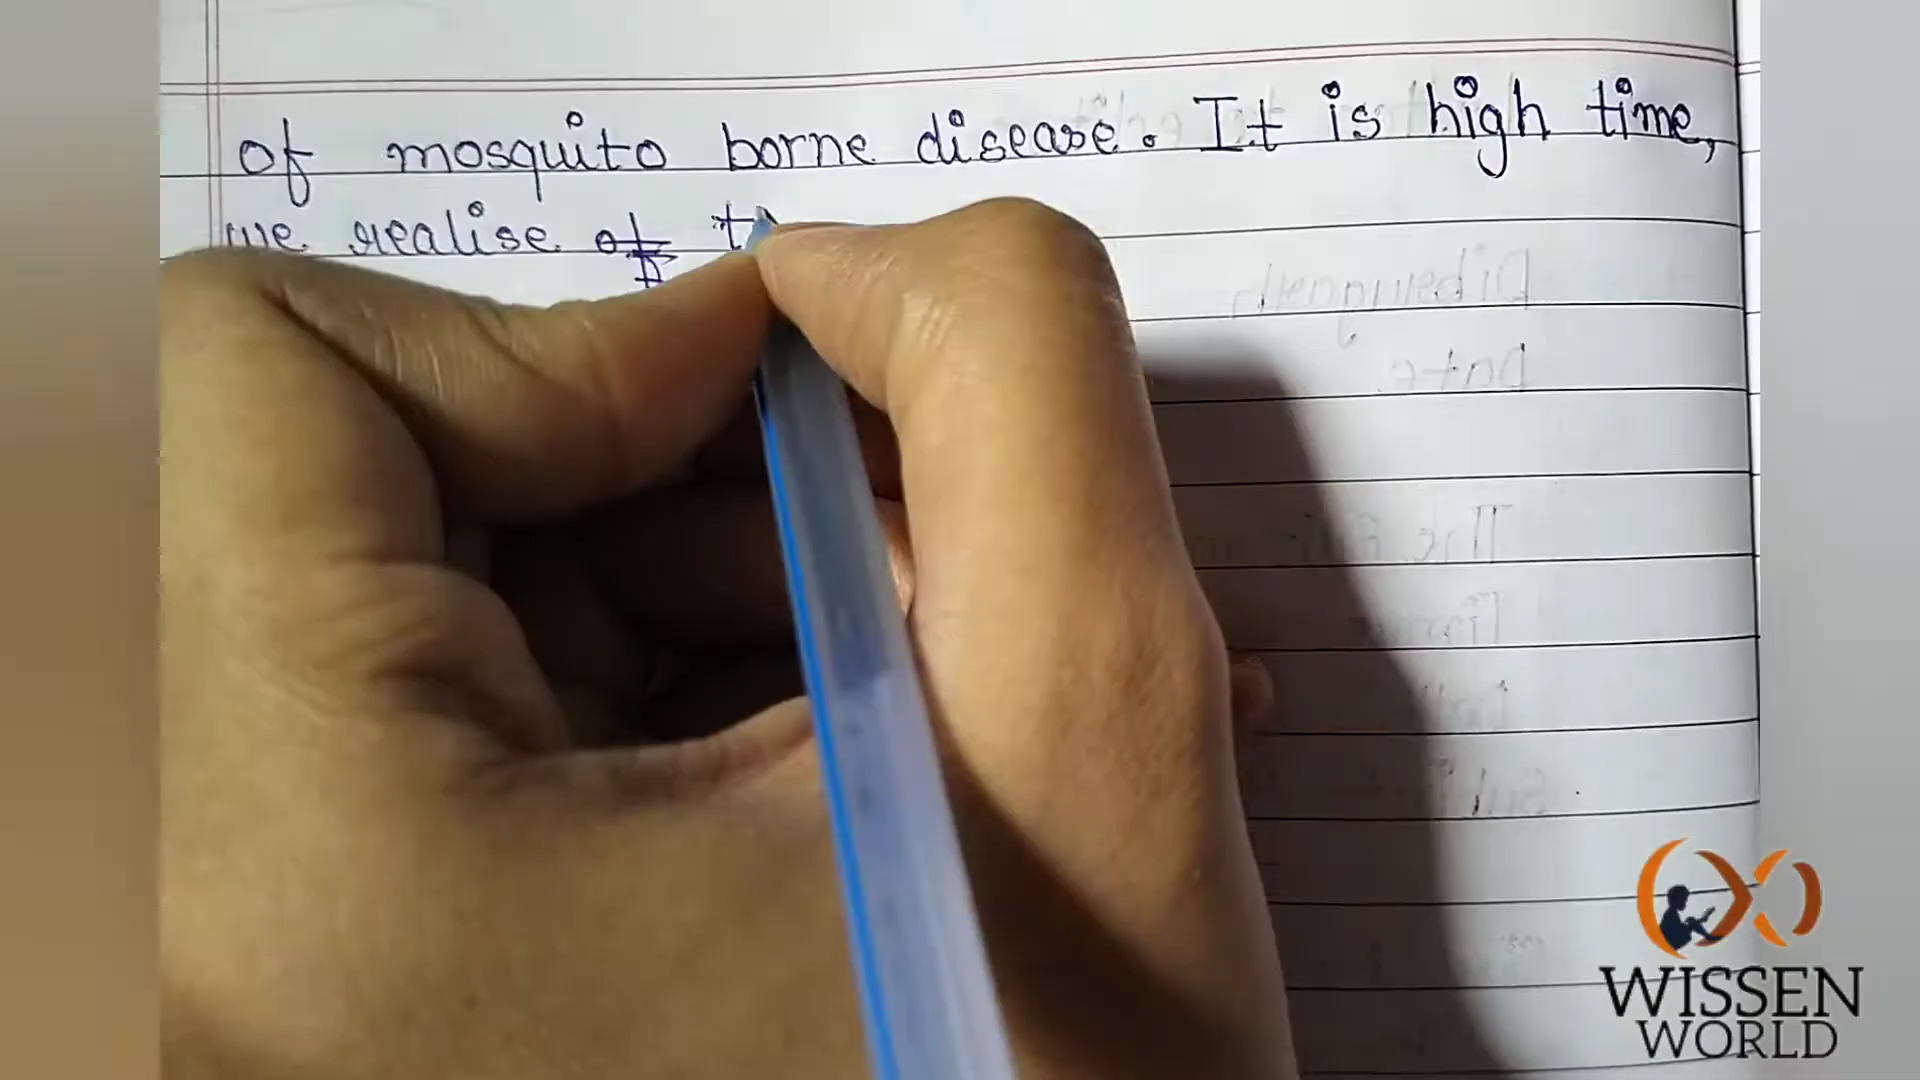 of mosquito borne disease. It is high time,
we realise
WISSEN
WORLD